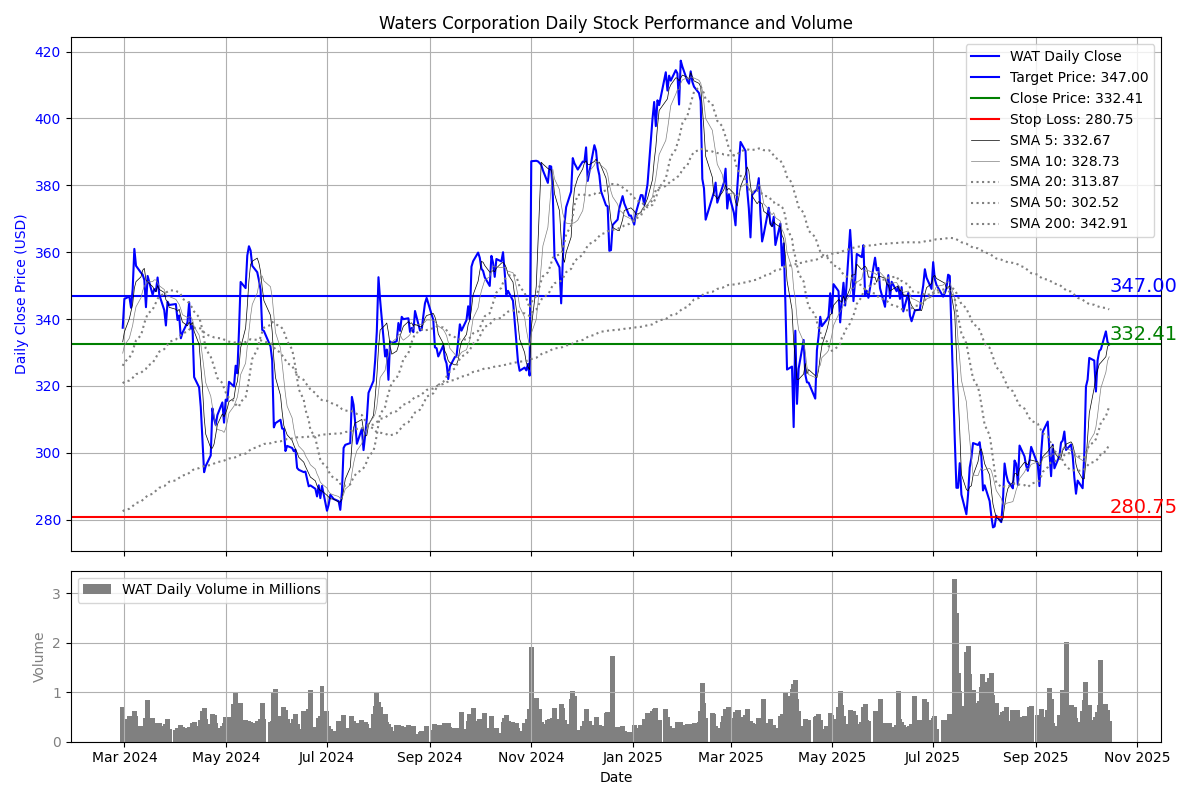 Waters Corporation Daily Stock Performance and Volume
Daily Close Price (USD)
420
400
380
360
340
320
300
280
WAT Daily Close
Target Price: 347.00
Close Price: 332.41
Stop Loss: 280.75
SMA 5: 332.67
SMA 10: 328.73
SMA 20: 313.87
SMA 50: 302.52
SMA 200: 342.91
347.00
332.41
280.75
WAT Daily Volume in Millions
Volume
3
2
1
0
Mar 2024 May 2024 Jul 2024 Sep 2024 Nov 2024 Jan 2025 Mar 2025 May 2025 Jul 2025 Sep 2025 Nov 2025
Date